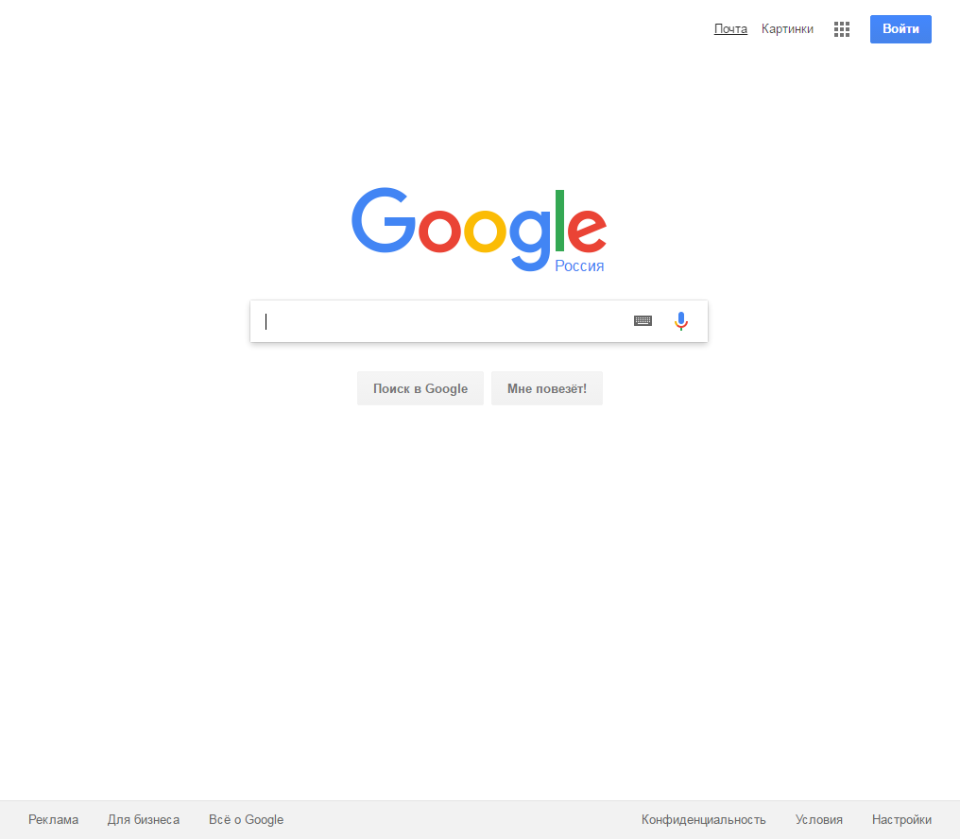 Почта Картинки Войти
Google
Россия
Поиск в Google Мне повезёт!
Реклама Для бизнеса Всё о Google Конфиденциальность Условия Настройки